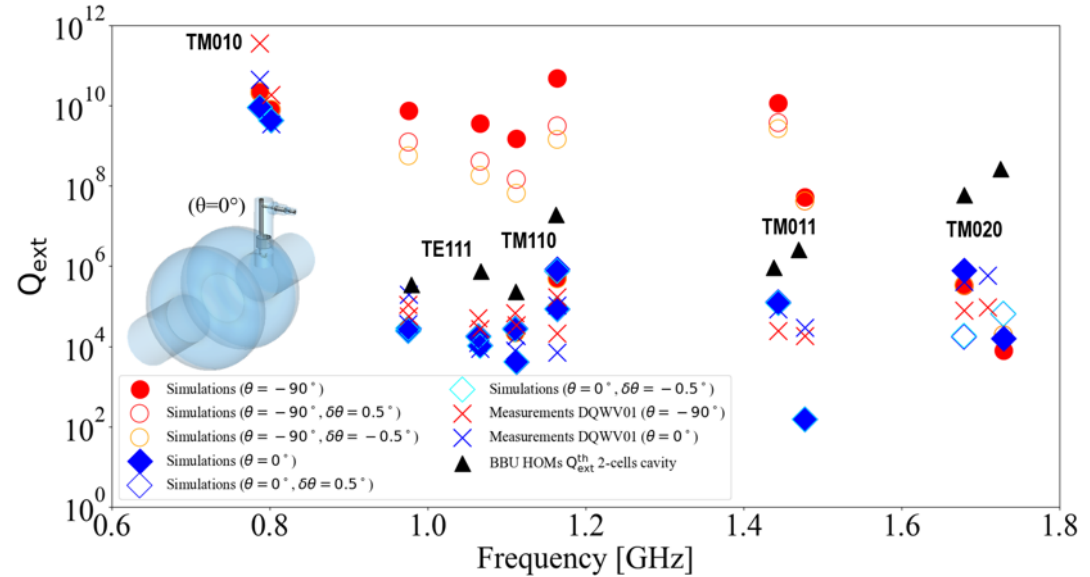 10^12
10^10
10^8
10^6
10^4
10^2
10^0
Q_ext
TM010
(θ=0°)
TE111
TM110
TM011
TM020
Simulations (θ = −90°)
Simulations (θ = −90°, δθ = 0.5°)
Simulations (θ = −90°, δθ = −0.5°)
Simulations (θ = 0°)
Simulations (θ = 0°, δθ = 0.5°)
Simulations (θ = 0°, δθ = −0.5°)
Measurements DQWV01 (θ = −90°)
Measurements DQWV01 (θ = 0°)
BBU HOMs Q_ext^th 2-cells cavity
0.6 0.8 1.0 1.2 1.4 1.6 1.8
Frequency [GHz]